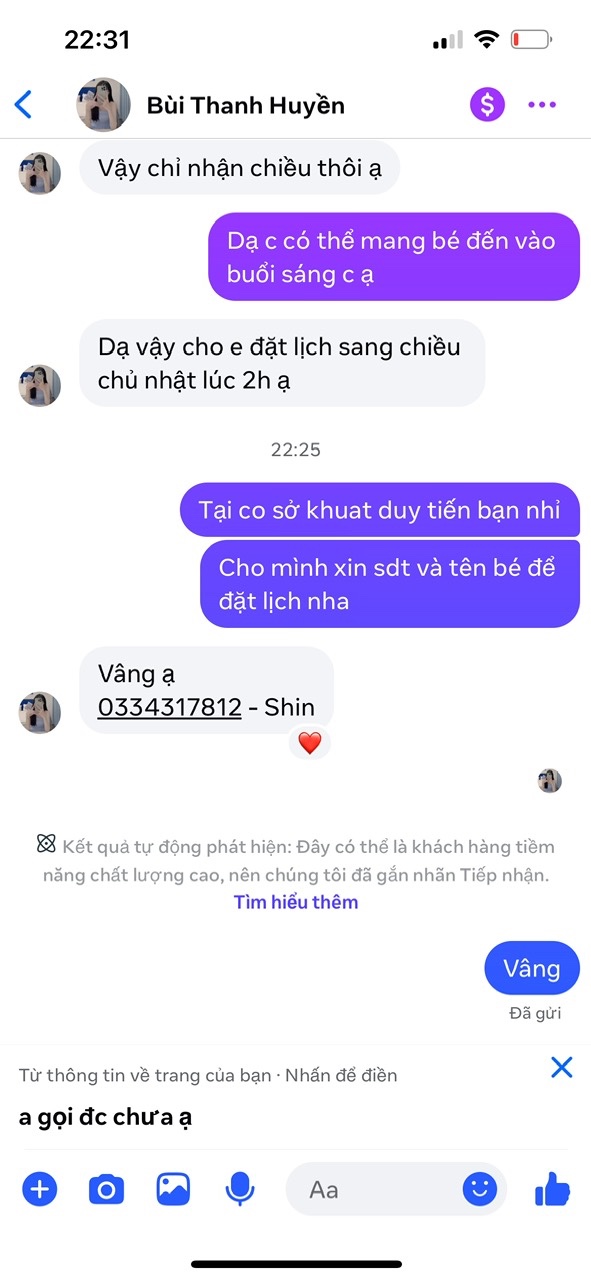 22:31
Bùi Thanh Huyền
$
Vậy chỉ nhận chiều thôi ạ
Dạ c có thể mang bé đến vào
buổi sáng c ạ
Dạ vậy cho e đặt lịch sang chiều
chủ nhật lúc 2h ạ
22:25
Tại co sở khuat duy tiến bạn nhỉ
Cho mình xin sdt và tên bé để
đặt lịch nha
Vâng ạ
0334317812 - Shin
Kết quả tự động phát hiện: Đây có thể là khách hàng tiềm
năng chất lượng cao, nên chúng tôi đã gắn nhãn Tiếp nhận.
Tìm hiểu thêm
Vâng
Đã gửi
Từ thông tin về trang của bạn · Nhấn để điền
a gọi đc chưa ạ
Aa